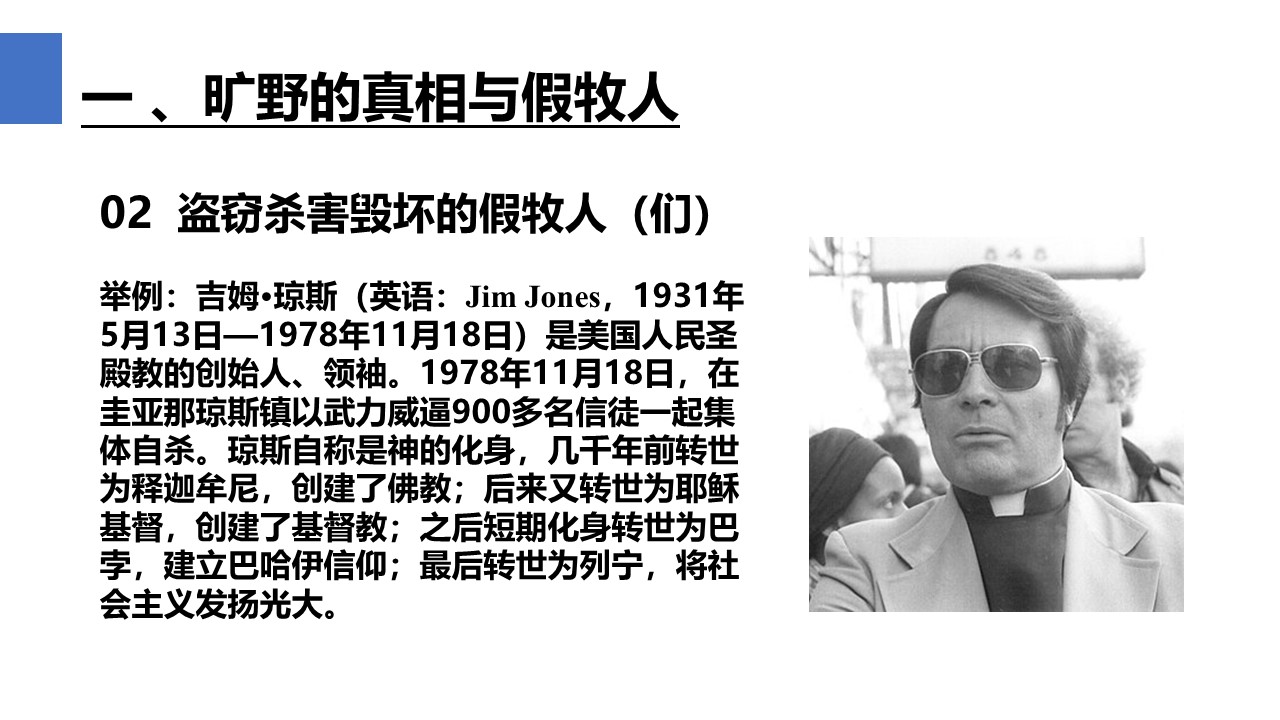 一 、旷野的真相与假牧人
02  盗窃杀害毁坏的假牧人（们）
举例：吉姆·琼斯（英语：Jim Jones，1931年
5月13日—1978年11月18日）是美国人民圣
殿教的创始人、领袖。1978年11月18日，在
圭亚那琼斯镇以武力威逼900多名信徒一起集
体自杀。琼斯自称是神的化身，几千年前转世
为释迦牟尼，创建了佛教；后来又转世为耶稣
基督，创建了基督教；之后短期化身转世为巴
孛，建立巴哈伊信仰；最后转世为列宁，将社
会主义发扬光大。